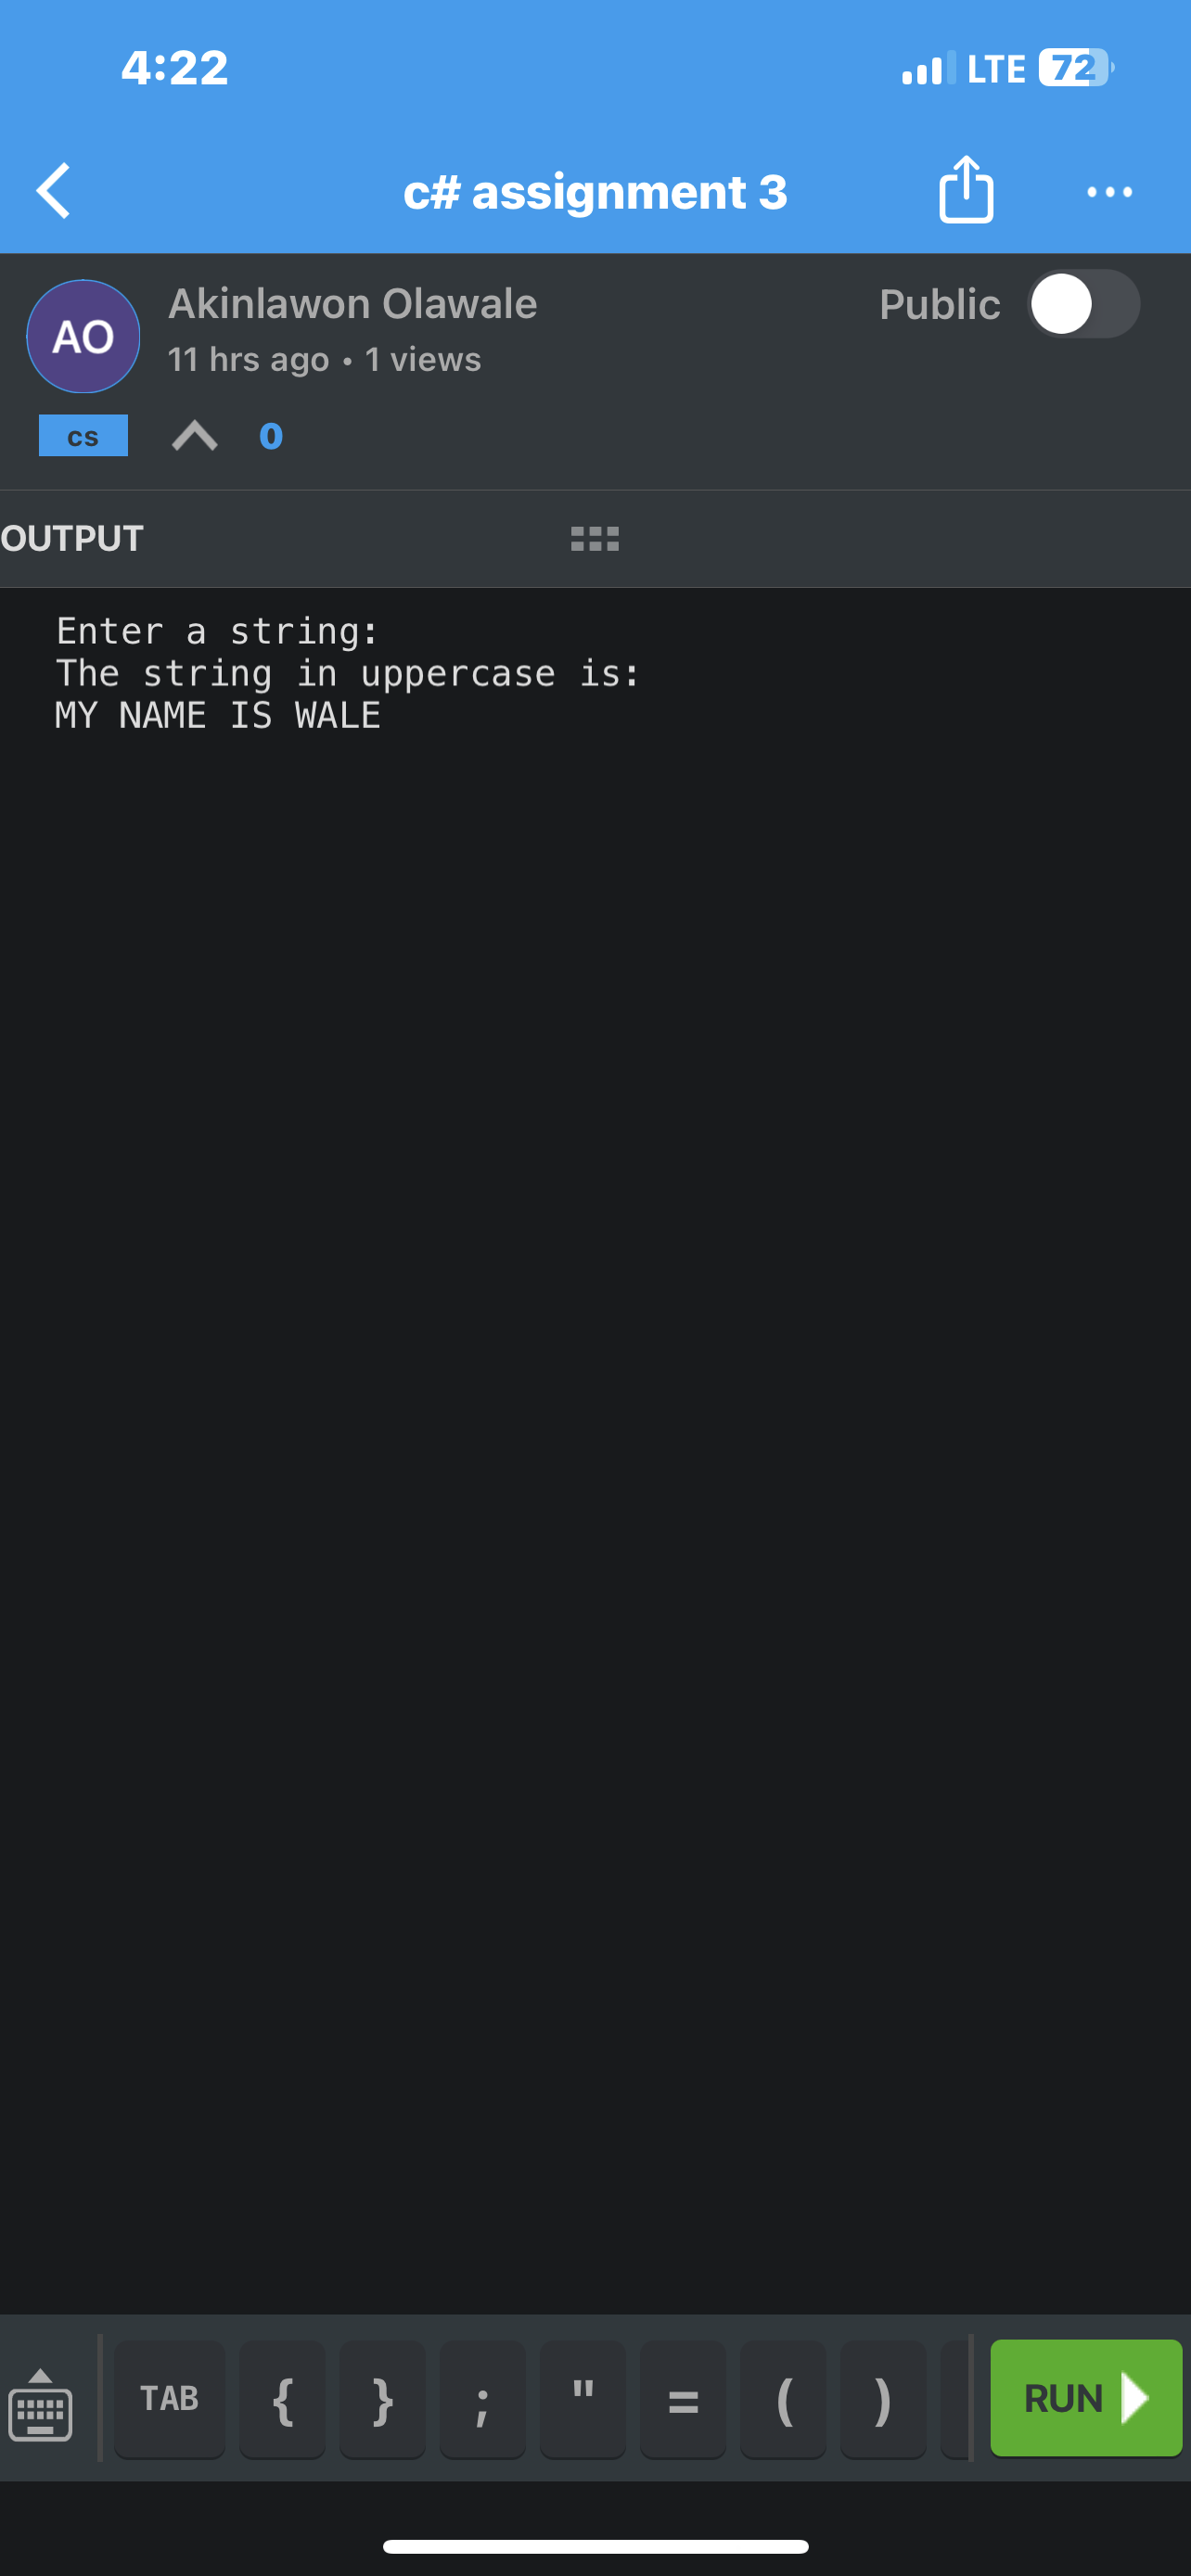 4:22
LTE 72
c# assignment 3
AO
Akinlawon Olawale
Public
11 hrs ago • 1 views
cs
0
OUTPUT
Enter a string:
The string in uppercase is:
MY NAME IS WALE
TAB { } ; " = ( )
RUN